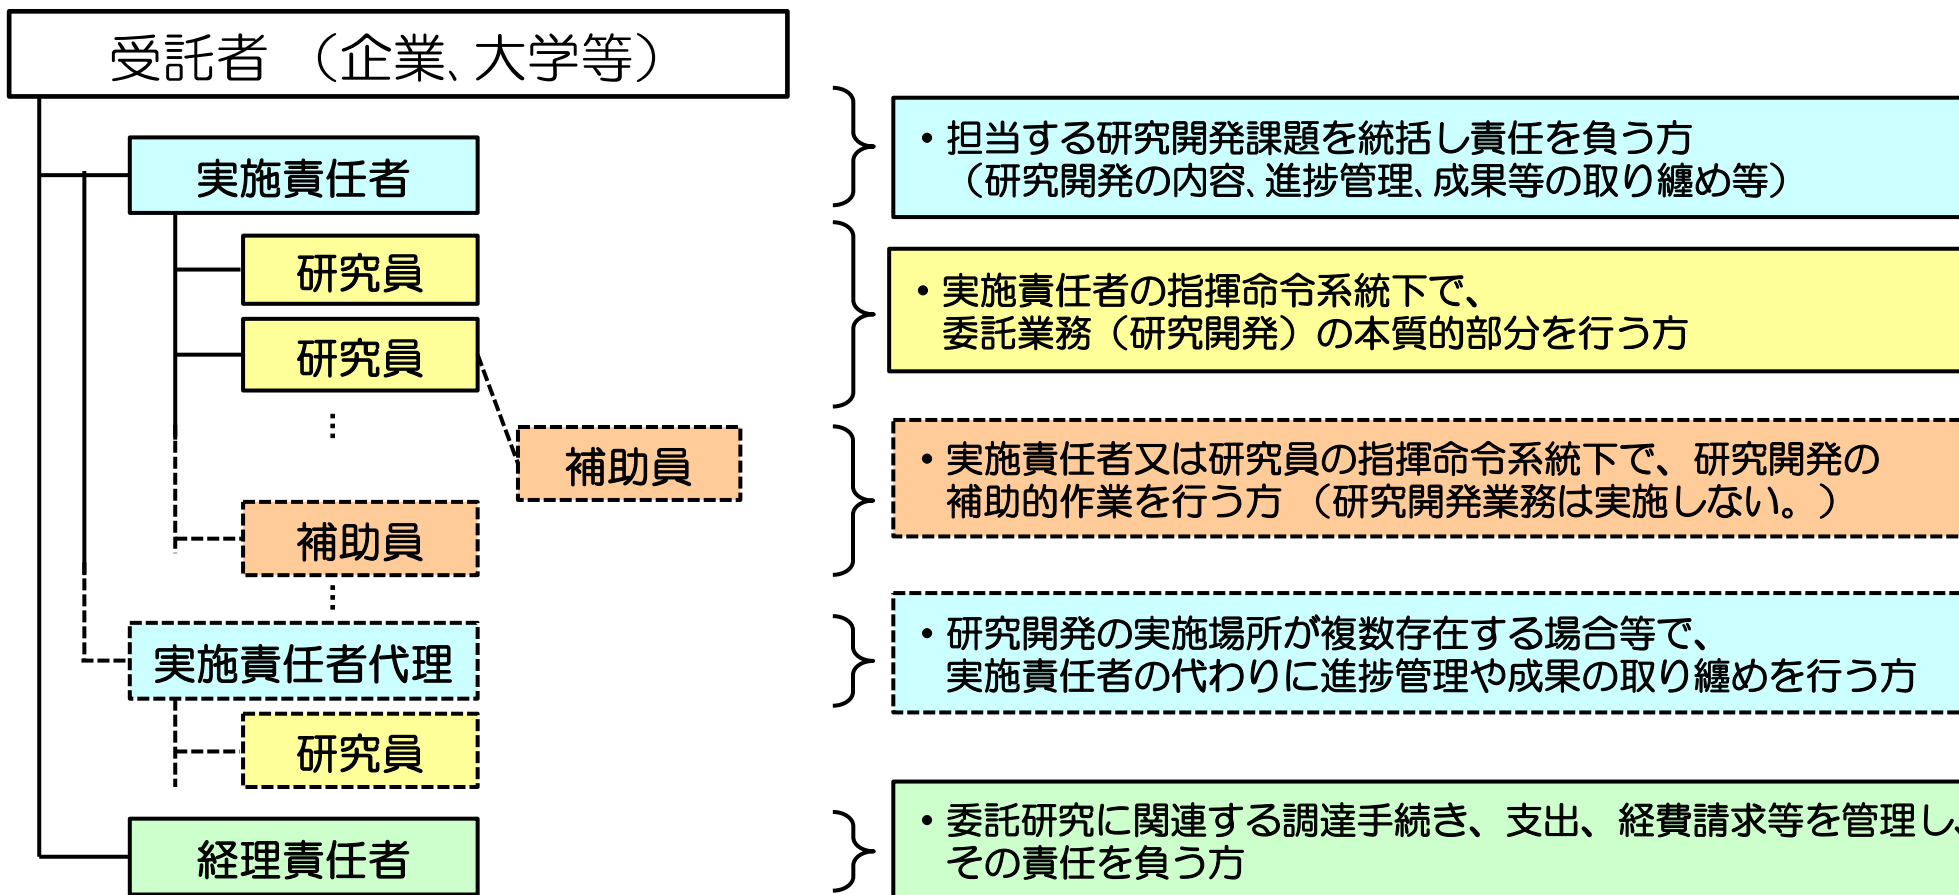 受託者 （企業、大学等）
実施責任者
研究員
研究員
補助員
補助員
実施責任者代理
研究員
経理責任者
・担当する研究開発課題を統括し責任を負う方
（研究開発の内容、進捗管理、成果等の取り纏め等）
・実施責任者の指揮命令系統下で、
委託業務（研究開発）の本質的部分を行う方
・実施責任者又は研究員の指揮命令系統下で、研究開発の
補助的作業を行う方 （研究開発業務は実施しない。）
・研究開発の実施場所が複数存在する場合等で、
実施責任者の代わりに進捗管理や成果の取り纏めを行う方
・委託研究に関連する調達手続き、支出、経費請求等を管理し、
その責任を負う方